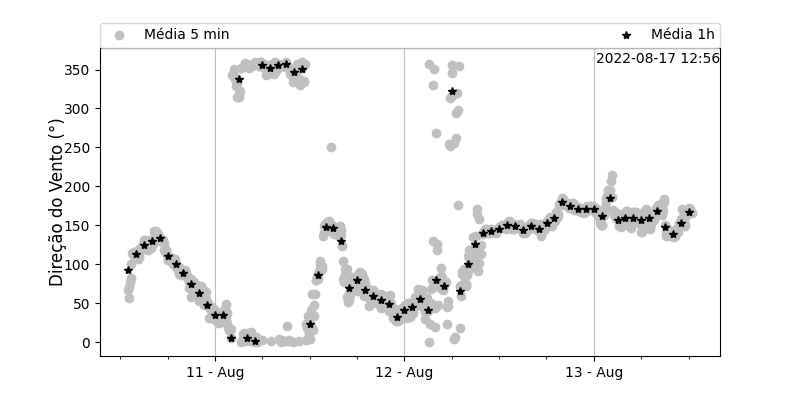 Média 5 min
Média 1h
2022-08-17 12:56
Direção do Vento (°)
350
300
250
200
150
100
50
0
11 - Aug
12 - Aug
13 - Aug